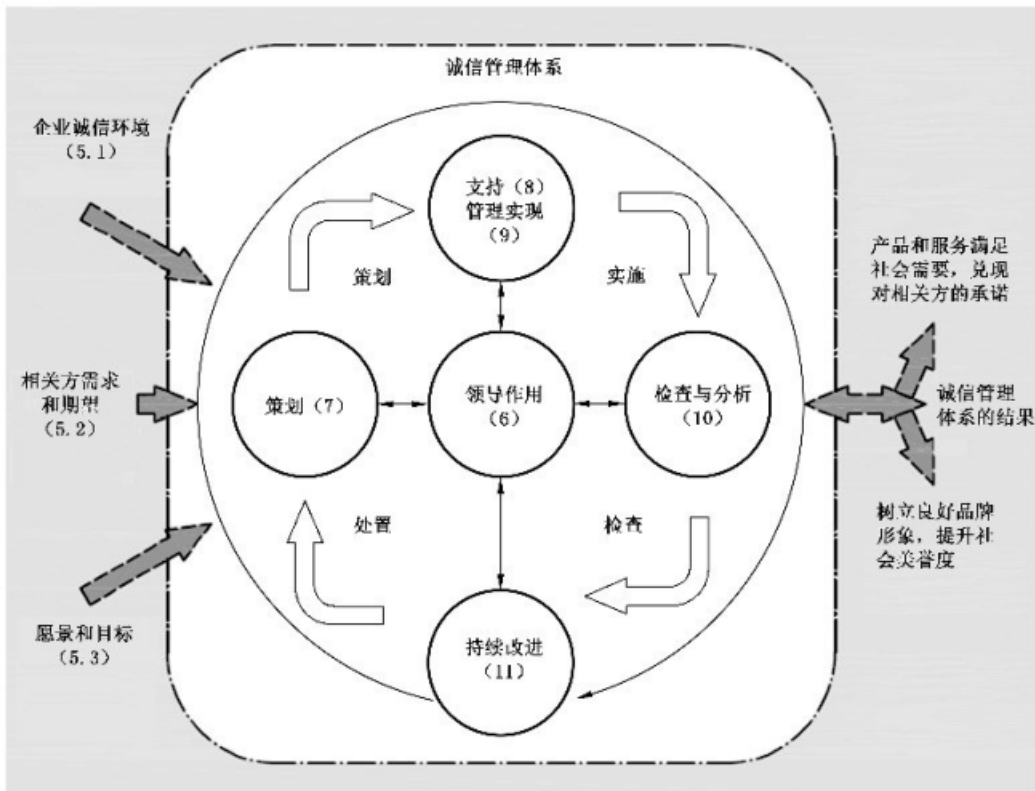 诚信管理体系
企业诚信环境
（5.1）
支持（8）
管理实现
（9）
策划
实施
产品和服务满足
社会需要，兑现
对相关方的承诺
相关方需求
和期望
（5.2）
策划（7）
领导作用
（6）
检查与分析
（10）
诚信管理
体系的结果
处置
检查
树立良好品牌
形象，提升社
会美誉度
愿景和目标
（5.3）
持续改进
（11）